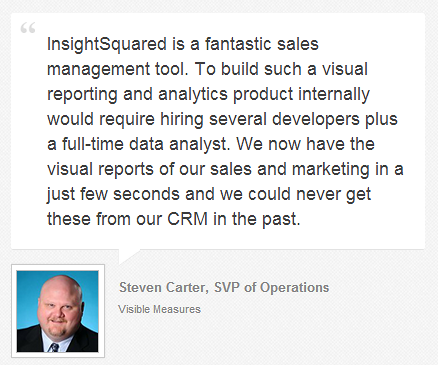 InsightSquared is a fantastic sales
management tool. To build such a visual
reporting and analytics product internally
would require hiring several developers plus
a full-time data analyst. We now have the
visual reports of our sales and marketing in a
just few seconds and we could never get
these from our CRM in the past.
Steven Carter, SVP of Operations
Visible Measures